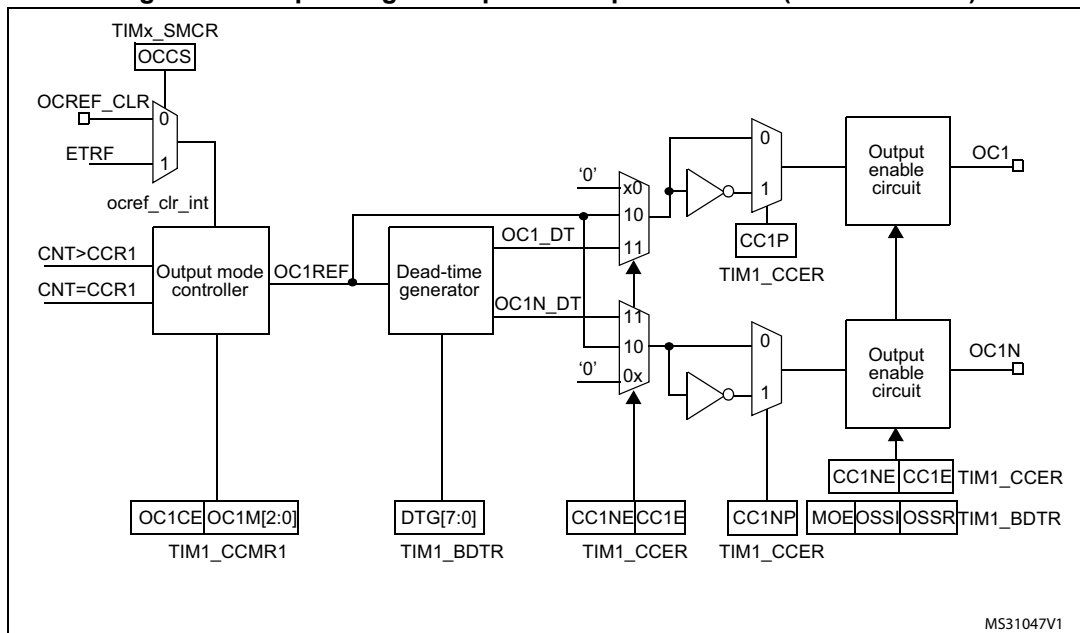 TIMx_SMCR
OCCS
OCREF_CLR
0
ETRF
1
ocref_clr_int
CNT>CCR1
CNT=CCR1
Output mode
controller
OC1REF
Dead-time
generator
OC1_DT
OC1N_DT
'0'
x0
10
11
11
10
'0'
0x
0
1
CC1P
TIM1_CCER
Output
enable
circuit
OC1
0
1
Output
enable
circuit
OC1N
CC1NE CC1E TIM1_CCER
OC1CE OC1M[2:0]
TIM1_CCMR1
DTG[7:0]
TIM1_BDTR
CC1NE CC1E
TIM1_CCER
CC1NP
TIM1_CCER
MOE OSSI OSSR TIM1_BDTR
MS31047V1